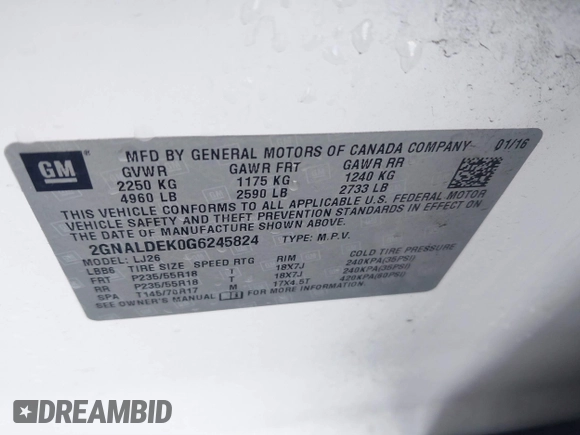 GM
MFD BY GENERAL MOTORS OF CANADA COMPANY 01/16
GVWR GAWR FRT GAWR RR
2250 KG 1175 KG 1240 KG
4960 LB 2590 LB 2733 LB
THIS VEHICLE CONFORMS TO ALL APPLICABLE U.S. FEDERAL MOTOR
VEHICLE SAFETY AND THEFT PREVENTION STANDARDS IN EFFECT ON
THE DATE OF MANUFACTURE SHOWN ABOVE.
2GNALDEK0G6245824 TYPE: M.P.V.
MODEL: LJ26
LBB6 TIRE SIZE SPEED RTG RIM COLD TIRE PRESSURE
FRT P235/55R18 T 18X7J 240KPA(35PSI)
RR P235/55R18 T 18X7J 240KPA(35PSI)
SPA T145/70R17 M 17X4.5T 420KPA(60PSI)
SEE OWNER'S MANUAL FOR MORE INFORMATION
DREAMBID